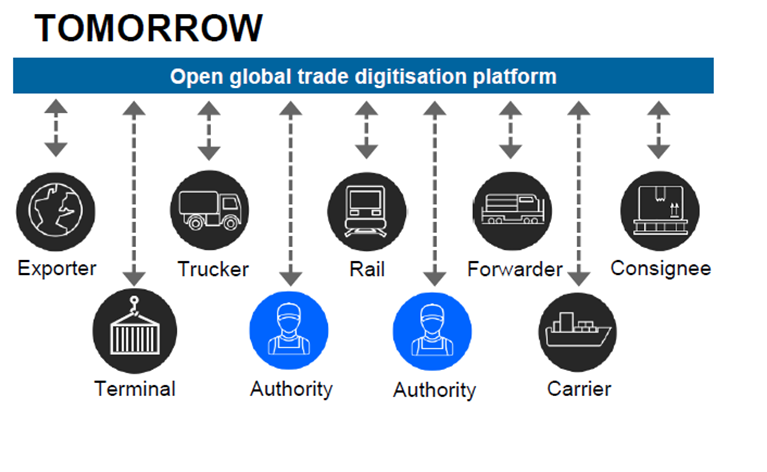 TOMORROW
Open global trade digitisation platform
Exporter
Trucker
Rail
Forwarder
Consignee
Terminal
Authority
Authority
Carrier